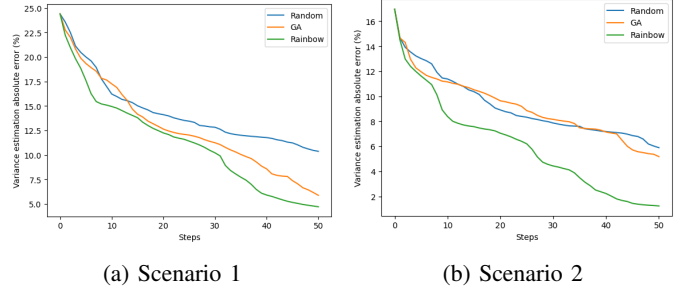 Variance estimation absolute error (%)
25.0
22.5
20.0
17.5
15.0
12.5
10.0
7.5
5.0
0 10 20 30 40 50
Steps
Random
GA
Rainbow
(a) Scenario 1
Variance estimation absolute error (%)
16
14
12
10
8
6
4
2
0 10 20 30 40 50
Steps
Random
GA
Rainbow
(b) Scenario 2